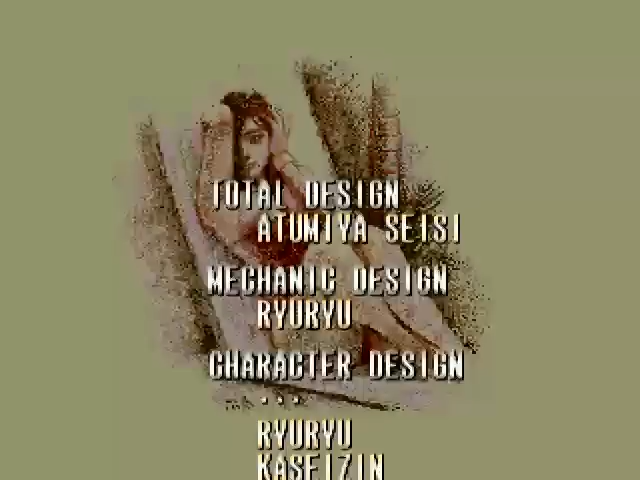 TOTAL DESIGN
ATUMIYA SEISI
MECHANIC DESIGN
RYURYU
CHARACTER DESIGN
...
RYURYU
KASEIZIN